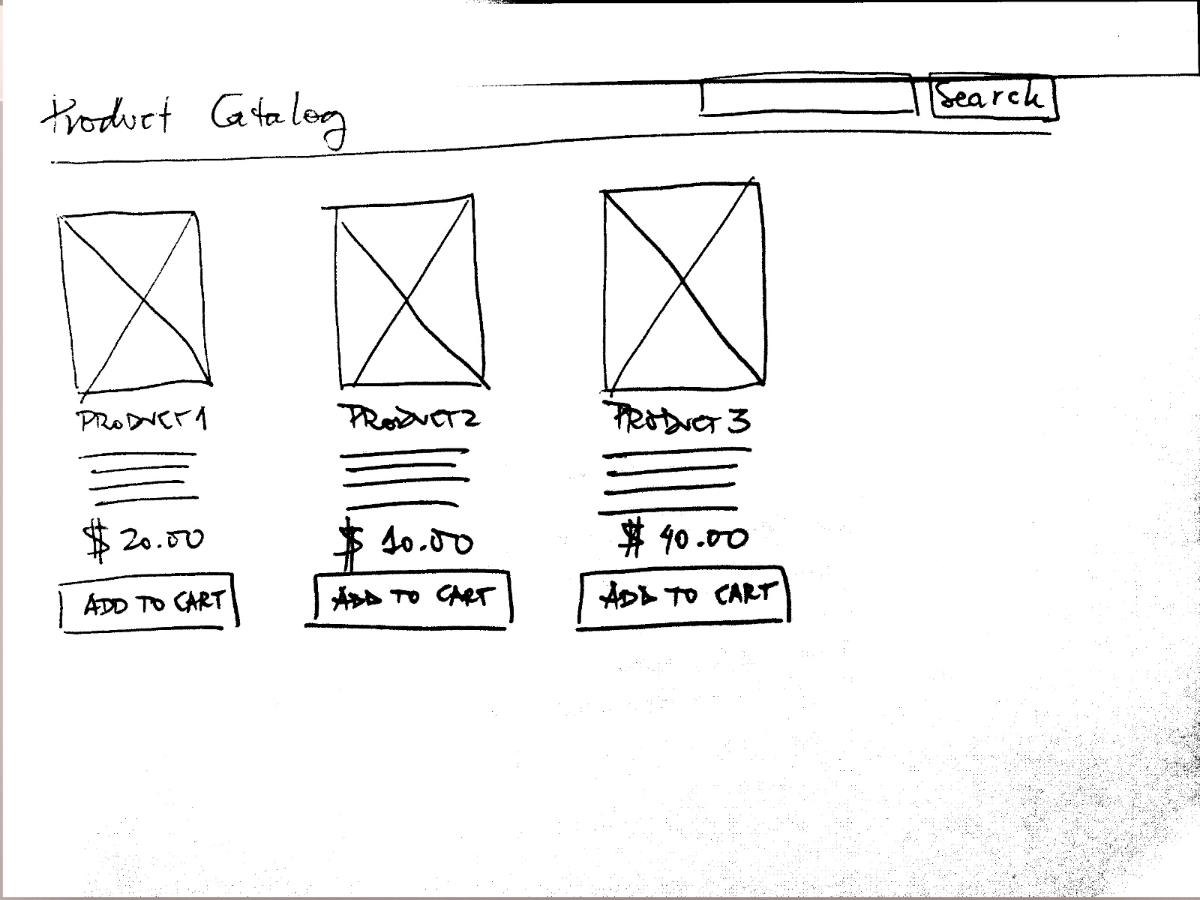 Product Catalog
Search
PRODUCT 1
PRODUCT 2
PRODUCT 3
$ 20.00
$ 10.00
$ 40.00
ADD TO CART
ADD TO CART
ADD TO CART